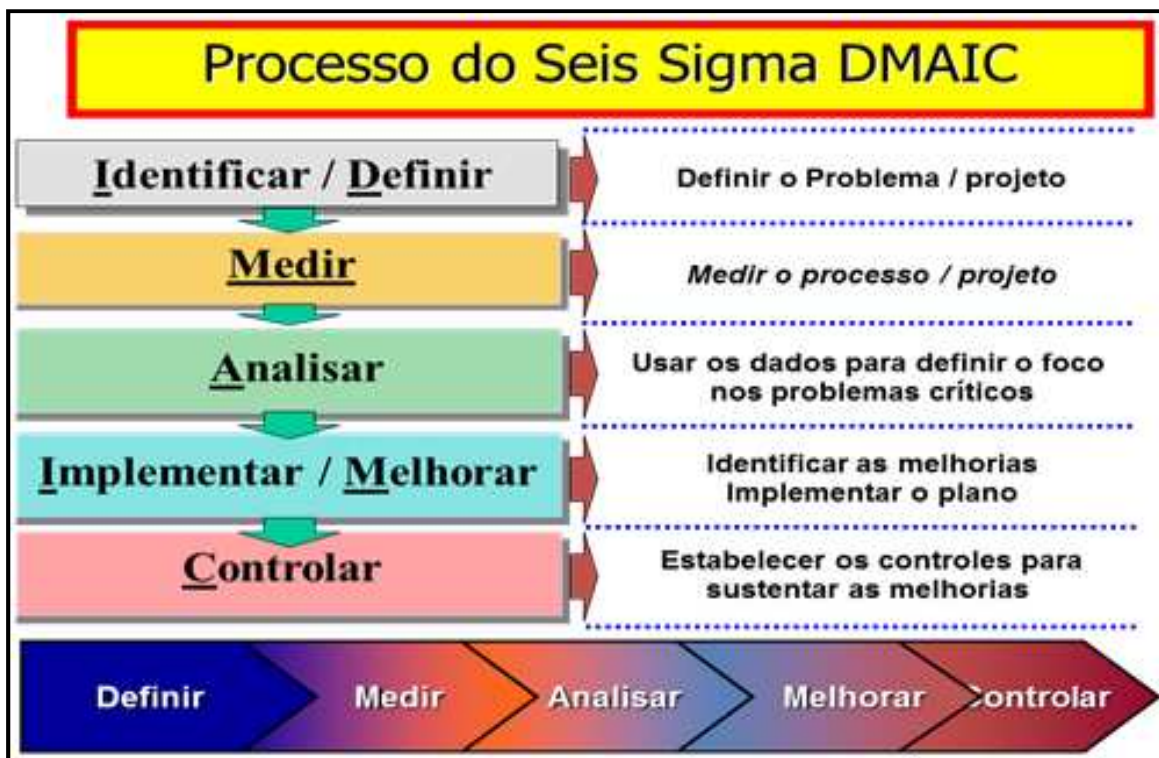 Processo do Seis Sigma DMAIC
Identificar / Definir
Definir o Problema / projeto
Medir
Medir o processo / projeto
Analisar
Usar os dados para definir o foco
nos problemas críticos
Implementar / Melhorar
Identificar as melhorias
Implementar o plano
Controlar
Estabelecer os controles para
sustentar as melhorias
Definir
Medir
Analisar
Melhorar
Controlar